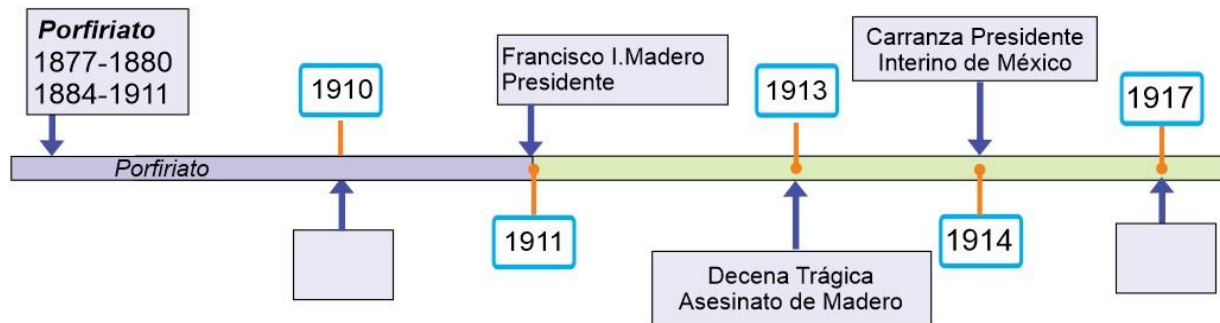 Porfiriato
1877-1880
1884-1911
1910
Francisco I.Madero
Presidente
1913
Carranza Presidente
Interino de México
1917
Porfiriato
1911
Decena Trágica
Asesinato de Madero
1914